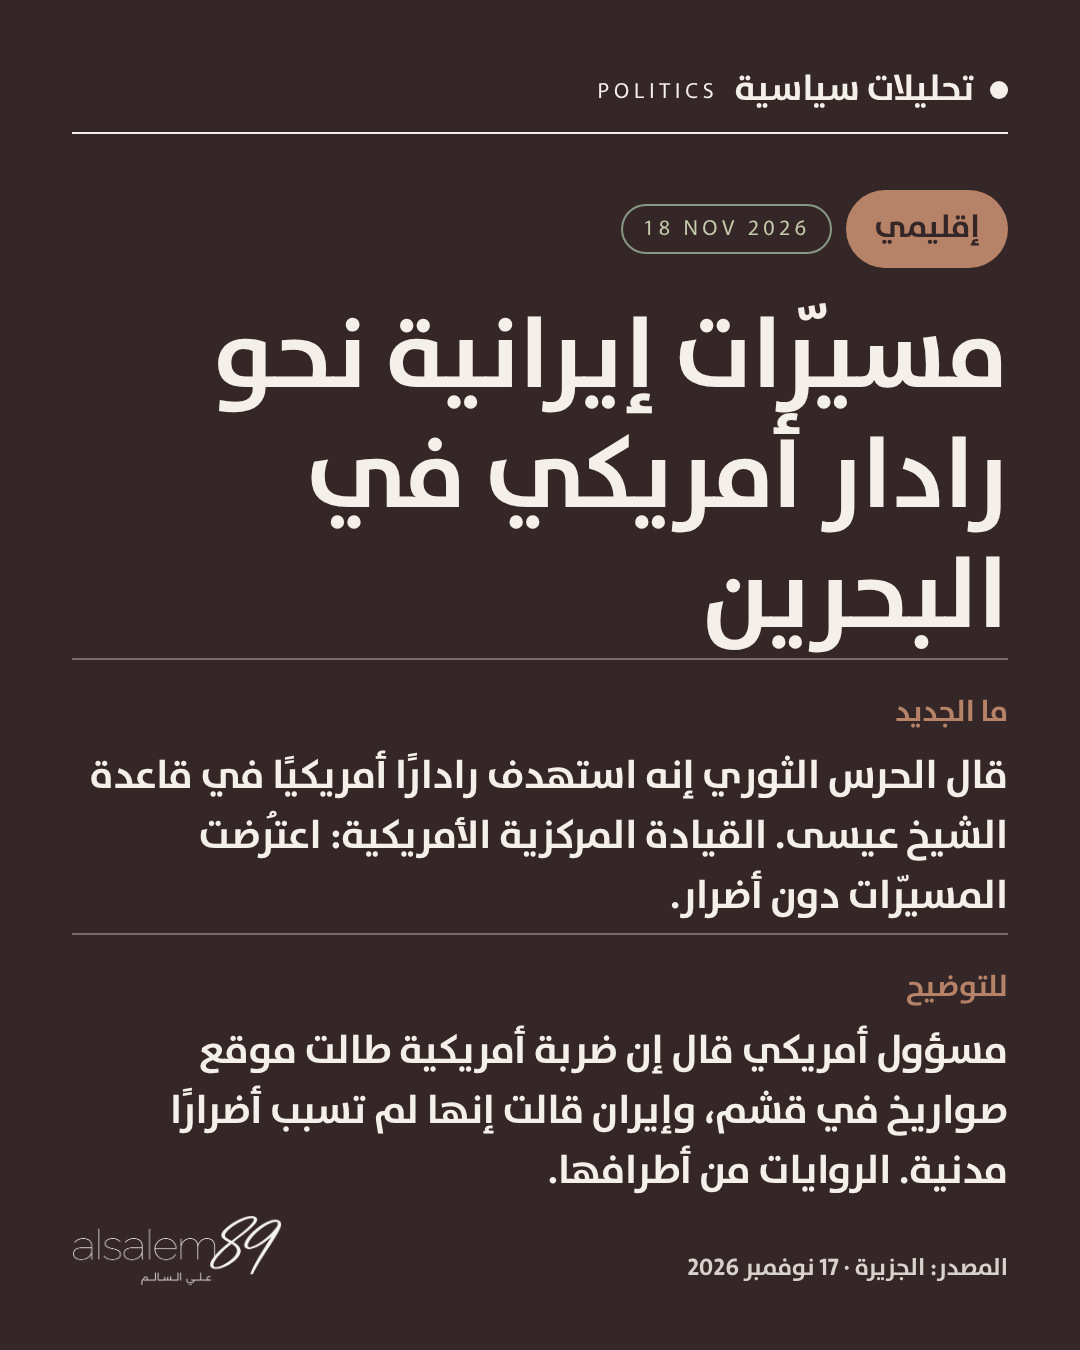 تحليلات سياسية POLITICS
إقليمي 18 NOV 2026
مسيّرات إيرانية نحو
رادار أمريكي في
البحرين
ما الجديد
قال الحرس الثوري إنه استهدف رادارًا أمريكيًا في قاعدة
الشيخ عيسى. القيادة المركزية الأمريكية: اعتُرضت
المسيّرات دون أضرار.
للتوضيح
مسؤول أمريكي قال إن ضربة أمريكية طالت موقع
صواريخ في قشم، وإيران قالت إنها لم تسبب أضرارًا
مدنية. الروايات من أطرافها.
المصدر: الجزيرة · 17 نوفمبر 2026
alsalem89
علي السالم